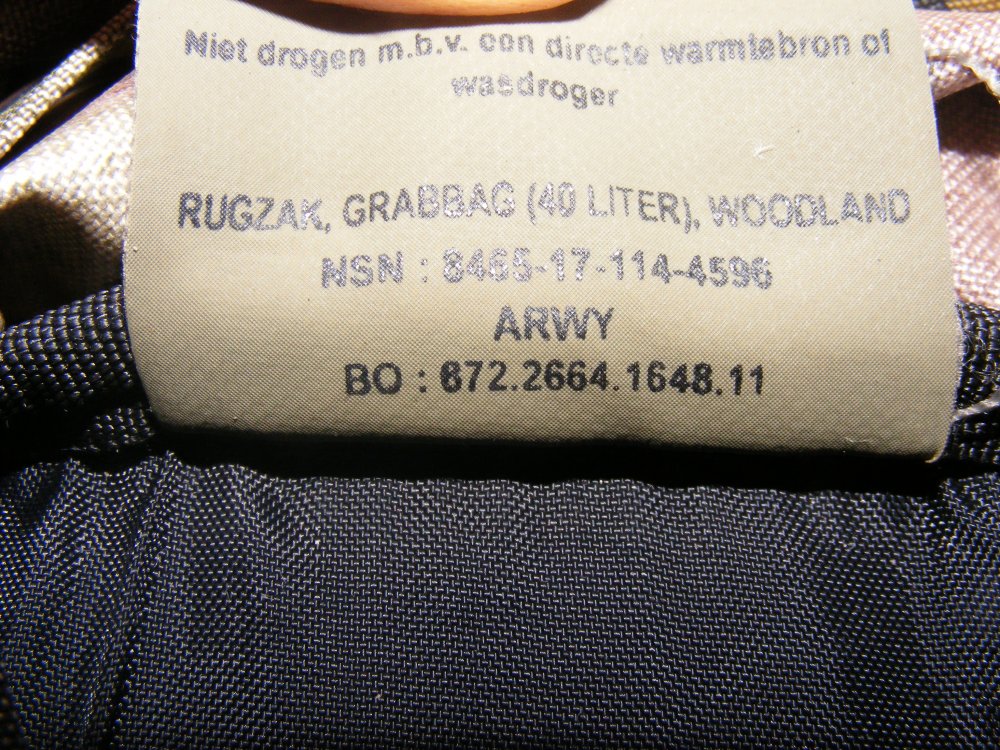 Niet drogen m.b.v. een directe warmtebron of
wasdroger
RUGZAK, GRABBAG (40 LITER), WOODLAND
NSN : 8465-17-114-4596
ARWY
BO : 672.2664.1648.11